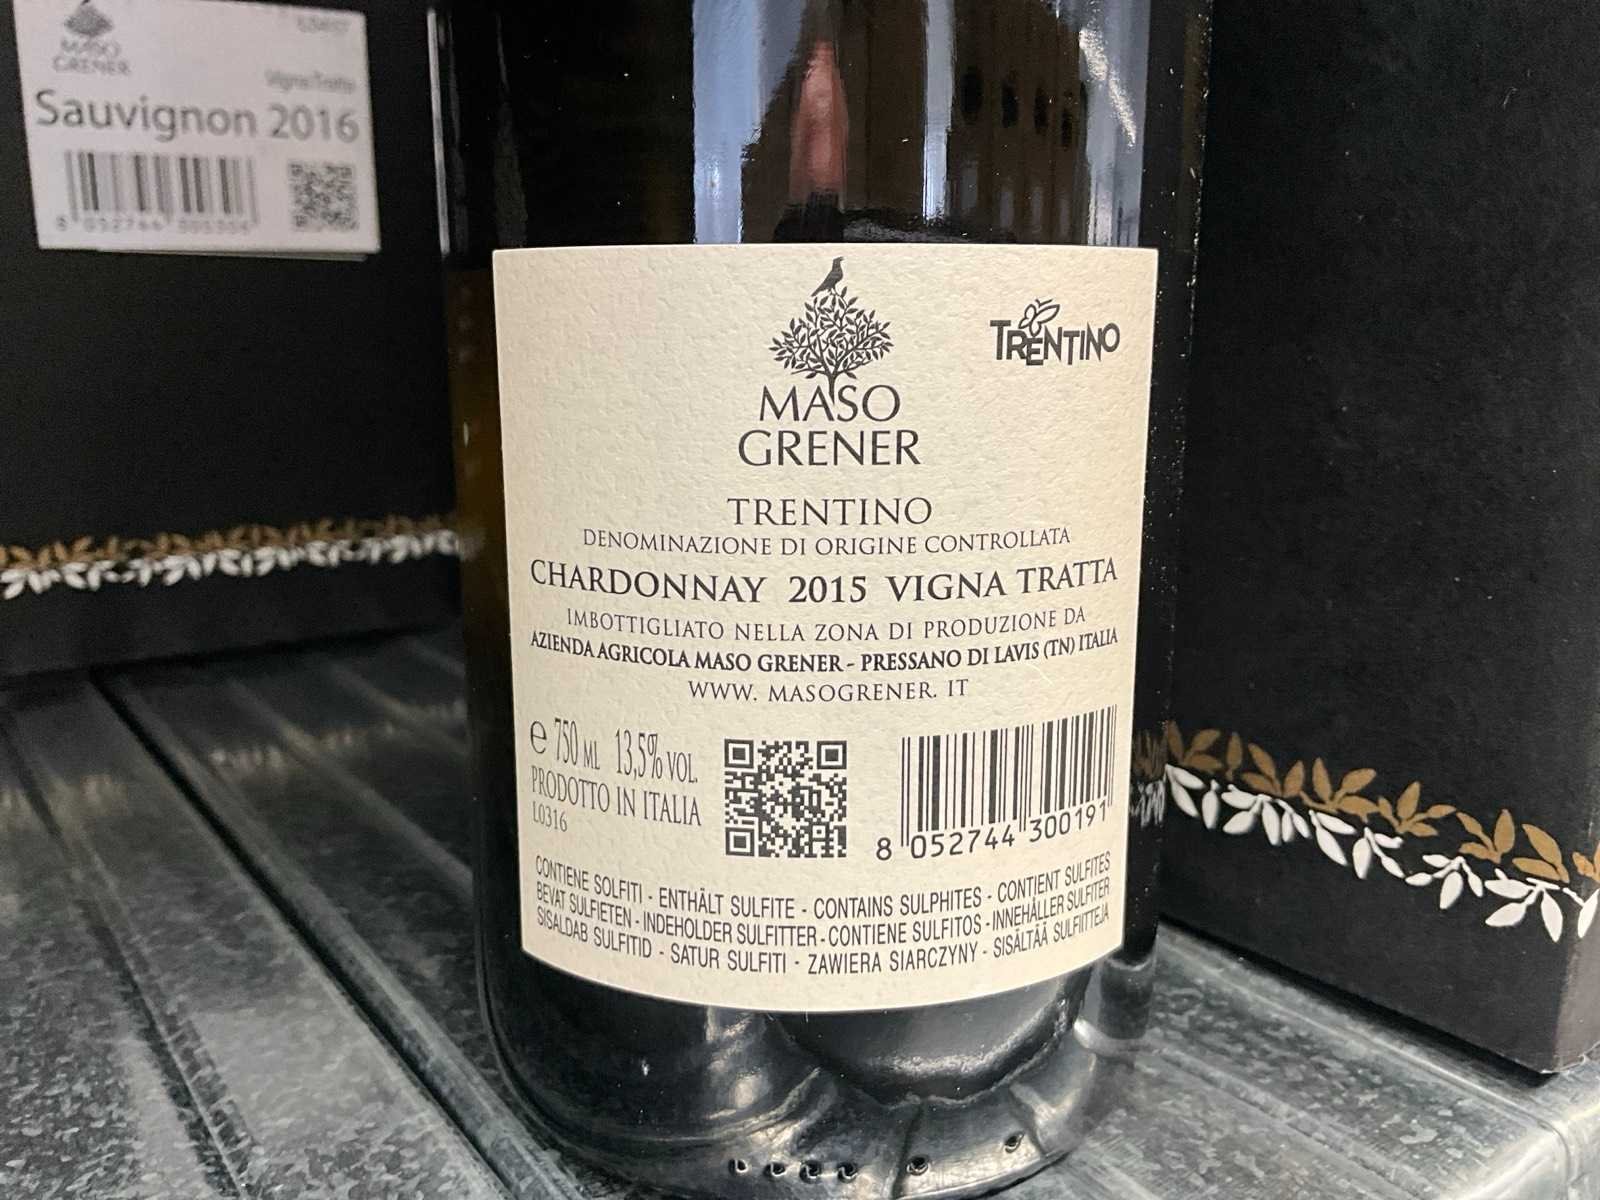 MASO
GRENER
Vigna Tratta
Sauvignon 2016
MASO
GRENER
TRENTINO
TRENTINO
DENOMINAZIONE DI ORIGINE CONTROLLATA
CHARDONNAY 2015 VIGNA TRATTA
IMBOTTIGLIATO NELLA ZONA DI PRODUZIONE DA
AZIENDA AGRICOLA MASO GRENER - PRESSANO DI LAVIS (TN) ITALIA
WWW. MASOGRENER. IT
e 750 ML 13,5% VOL.
PRODOTTO IN ITALIA
L0316
8 052744 300191
CONTIENE SOLFITI - ENTHÄLT SULFITE - CONTAINS SULPHITES - CONTIENT SULFITES
BEVAT SULFIETEN - INDEHOLDER SULFITTER - CONTIENE SULFITOS - INNEHÅLLER SULFITER
SISALDAB SULFITID - SATUR SULFITI - ZAWIERA SIARCZYNY - SISÄLTÄÄ SULFIITTEJA